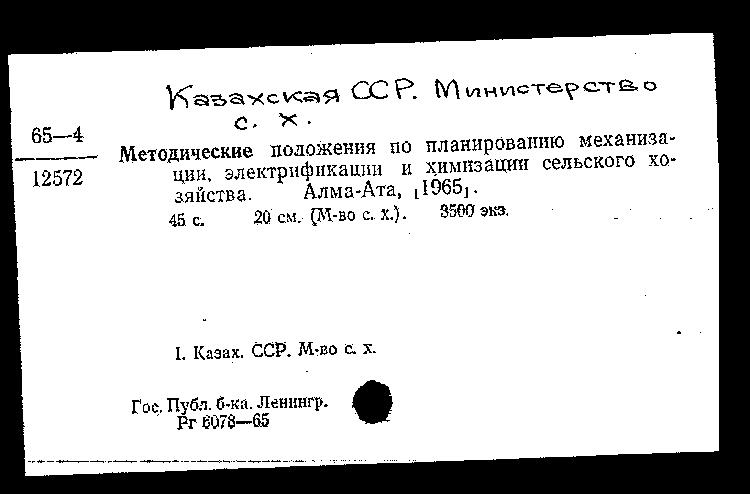 Казахская ССР. Министерство
с. х.
65—4
12572
Методические положения по планированию механиза-
ции, электрификации и химизации сельского хо-
зяйства. Алма-Ата, [1965].
45 с. 20 см. (М-во с. х.). 3500 экз.
I. Казах. ССР. М-во с. х.
Гос. Публ. б-ка. Ленингр.
Рг 6078—65